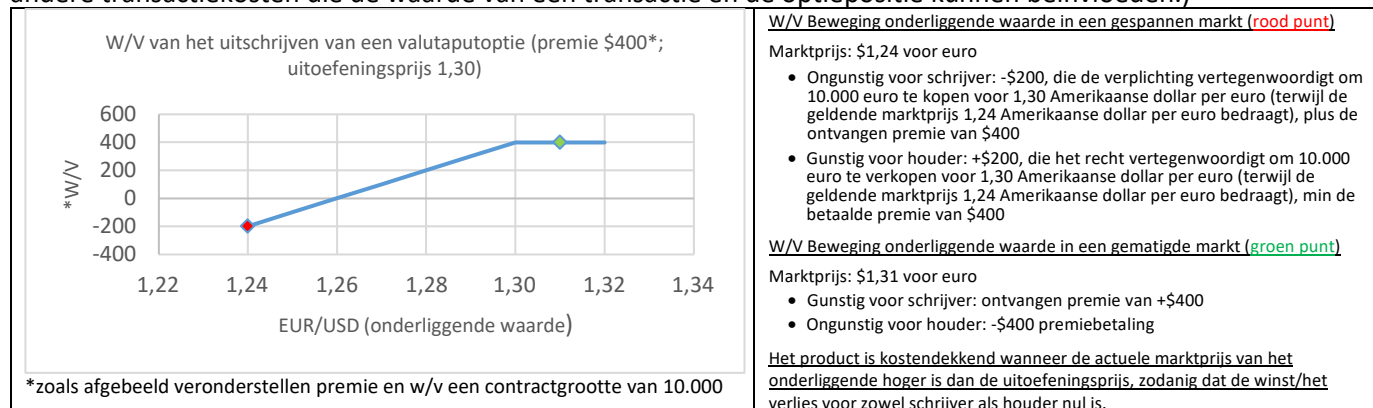 andere transactiekosten die de waarde van een transactie en de optiepositie kunnen beïnvloeden.)
W/V van het uitschrijven van een valutaputoptie (premie $400*;
uitoefeningsprijs 1,30)
*W/V
600
400
200
0
-200
-400
1,22 1,24 1,26 1,28 1,30 1,32 1,34
EUR/USD (onderliggende waarde)
*zoals afgebeeld veronderstellen premie en w/v een contractgrootte van 10.000
W/V Beweging onderliggende waarde in een gespannen markt (rood punt)
Marktprijs: $1,24 voor euro
• Ongunstig voor schrijver: -$200, die de verplichting vertegenwoordigt om
10.000 euro te kopen voor 1,30 Amerikaanse dollar per euro (terwijl de
geldende marktprijs 1,24 Amerikaanse dollar per euro bedraagt), plus de
ontvangen premie van $400
• Gunstig voor houder: +$200, die het recht vertegenwoordigt om 10.000
euro te verkopen voor 1,30 Amerikaanse dollar per euro (terwijl de
geldende marktprijs 1,24 Amerikaanse dollar per euro bedraagt), min de
betaalde premie van $400
W/V Beweging onderliggende waarde in een gematigde markt (groen punt)
Marktprijs: $1,31 voor euro
• Gunstig voor schrijver: ontvangen premie van +$400
• Ongunstig voor houder: -$400 premiebetaling
Het product is kostendekkend wanneer de actuele marktprijs van het
onderliggende hoger is dan de uitoefeningsprijs, zodanig dat de winst/het
verlies voor zowel schrijver als houder nul is.